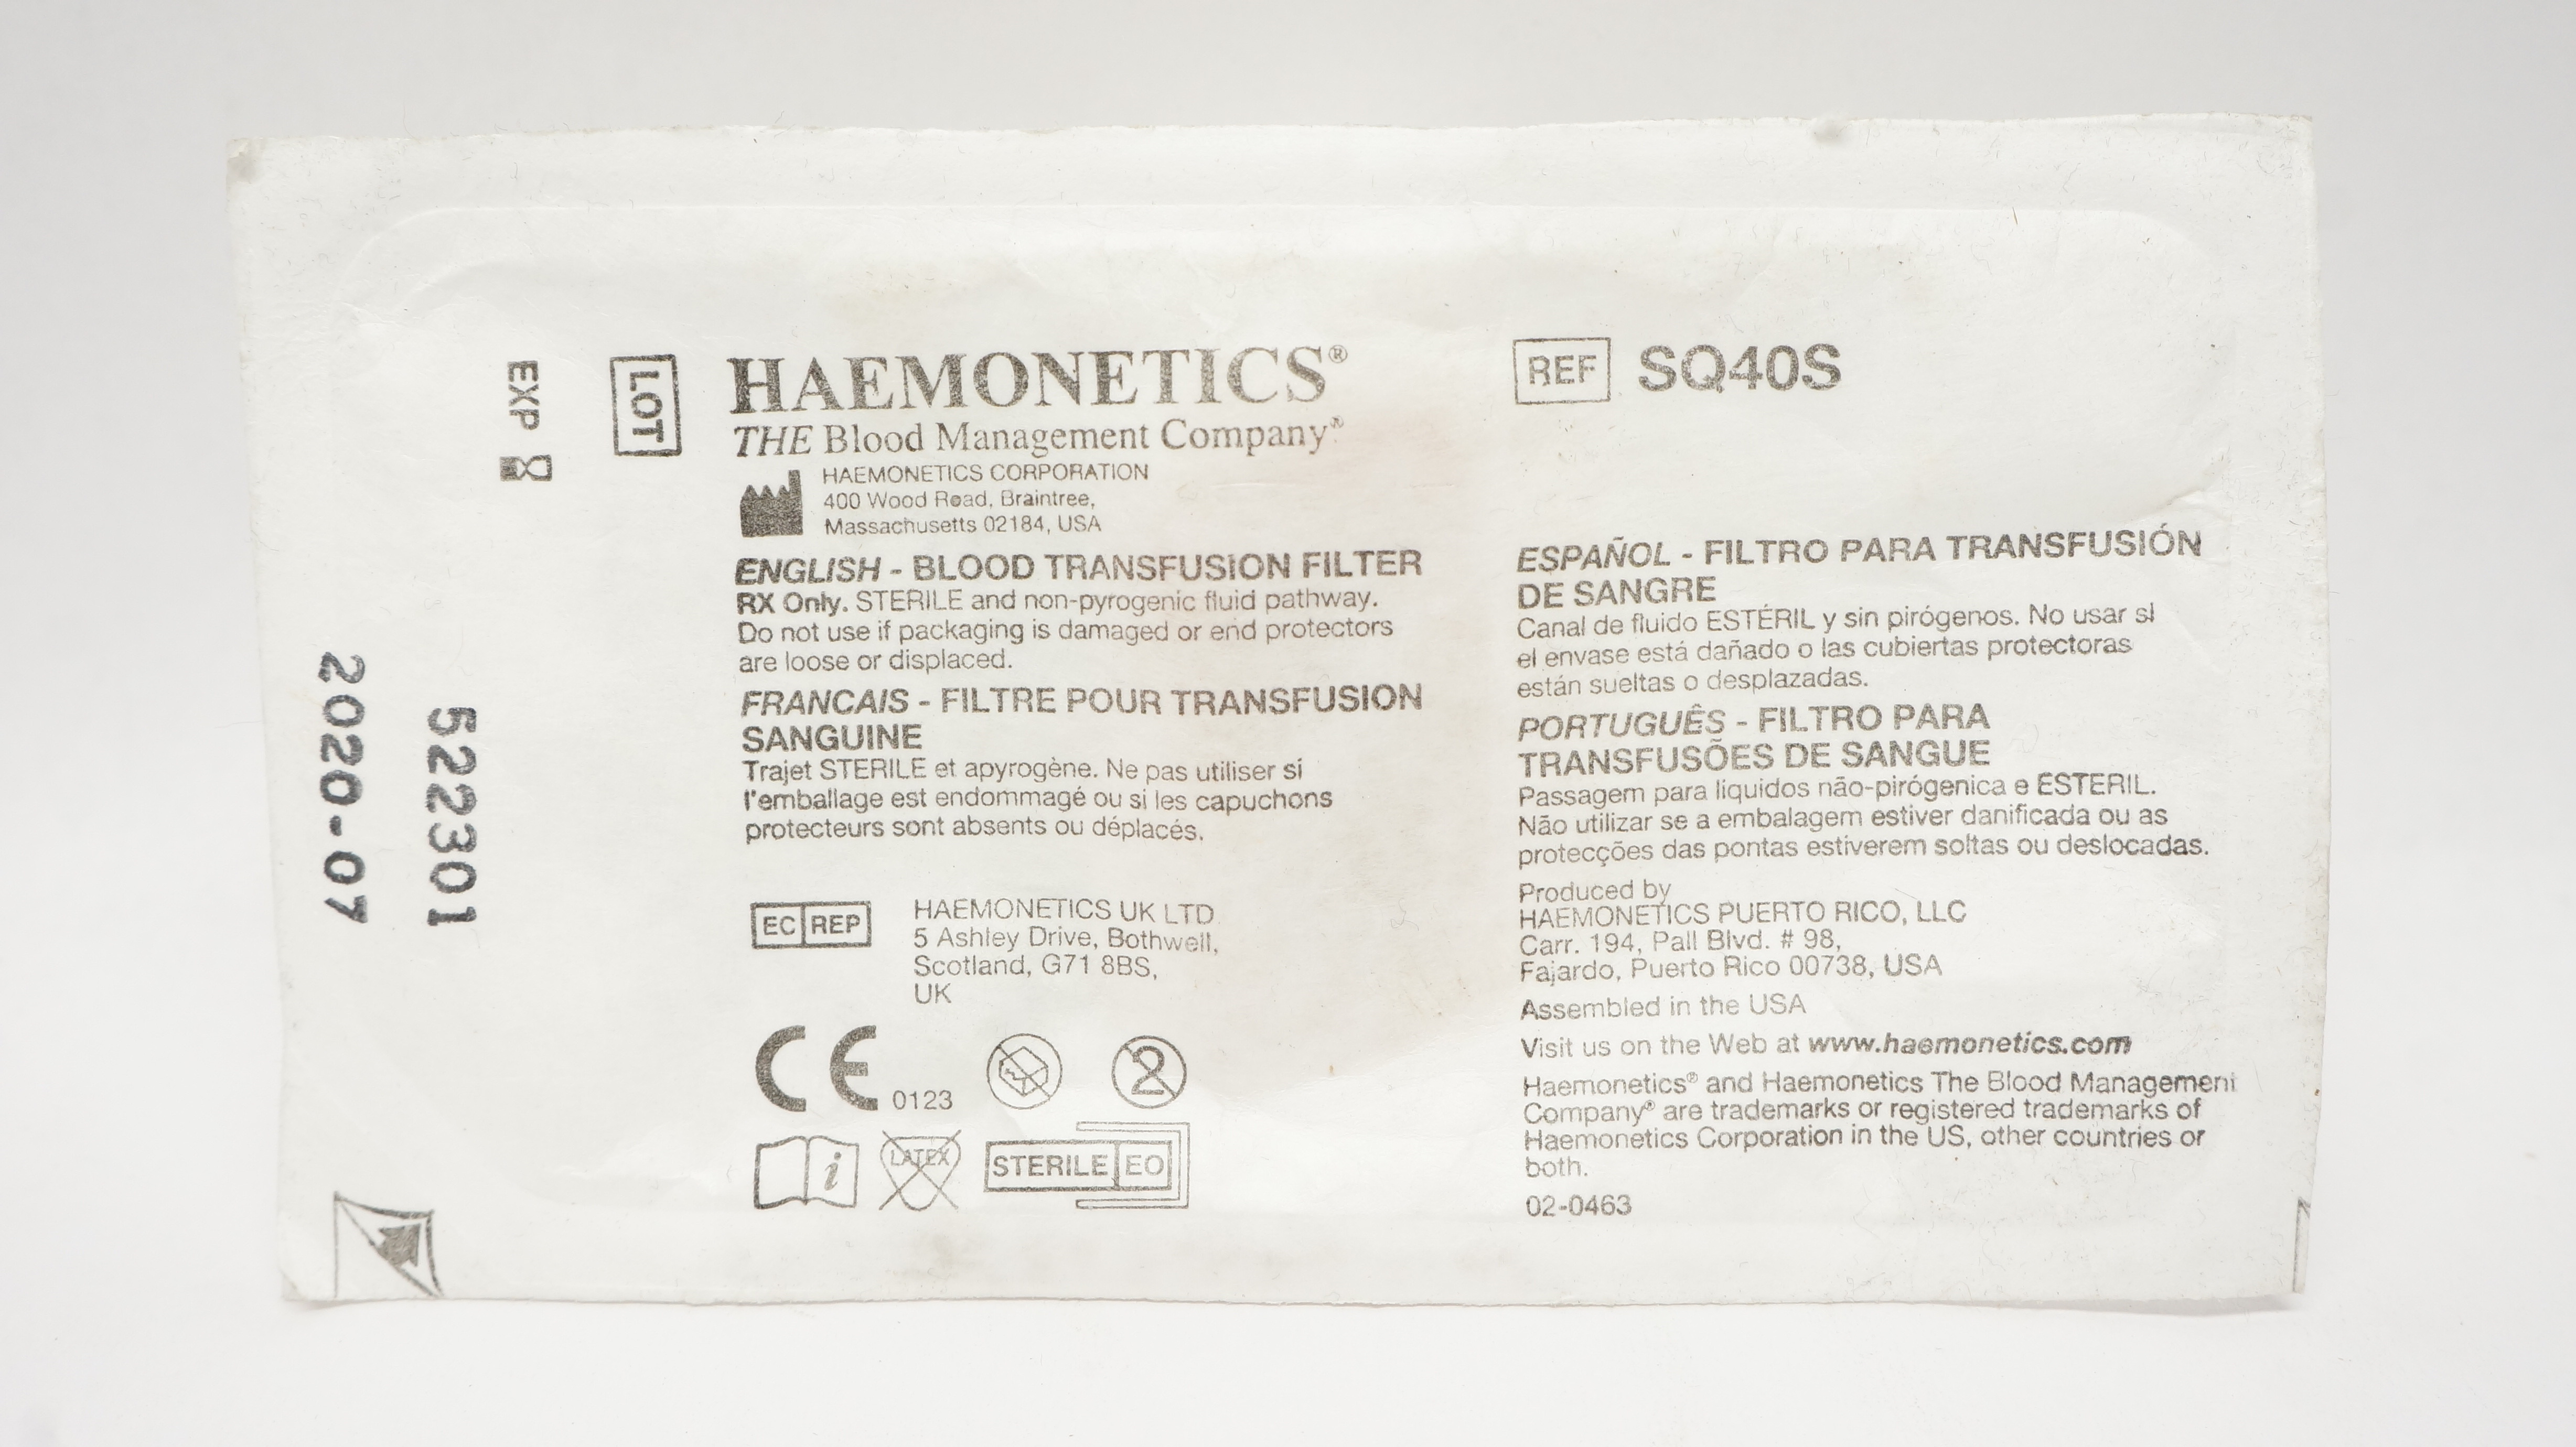 EXP
LOT
2020-07
522301
HAEMONETICS®
THE Blood Management Company®
HAEMONETICS CORPORATION
400 Wood Road, Braintree,
Massachusetts 02184, USA
ENGLISH - BLOOD TRANSFUSION FILTER
RX Only. STERILE and non-pyrogenic fluid pathway.
Do not use if packaging is damaged or end protectors
are loose or displaced.
FRANCAIS - FILTRE POUR TRANSFUSION
SANGUINE
Trajet STERILE et apyrogène. Ne pas utiliser si
l'emballage est endommagé ou si les capuchons
protecteurs sont absents ou déplacés.
EC REP
HAEMONETICS UK LTD
5 Ashley Drive, Bothwell,
Scotland, G71 8BS,
UK
CE 0123
2
i
LATEX
STERILE EO
REF SQ40S
ESPAÑOL - FILTRO PARA TRANSFUSIÓN
DE SANGRE
Canal de fluido ESTÉRIL y sin pirógenos. No usar si
el envase está dañado o las cubiertas protectoras
están sueltas o desplazadas.
PORTUGUÊS - FILTRO PARA
TRANSFUSÕES DE SANGUE
Passagem para liquidos não-pirógenica e ESTERIL.
Não utilizar se a embalagem estiver danificada ou as
protecções das pontas estiverem soltas ou deslocadas.
Produced by
HAEMONETICS PUERTO RICO, LLC
Carr. 194, Pall Blvd. # 98,
Fajardo, Puerto Rico 00738, USA
Assembled in the USA
Visit us on the Web at www.haemonetics.com
Haemonetics® and Haemonetics The Blood Management
Company® are trademarks or registered trademarks of
Haemonetics Corporation in the US, other countries or
both.
02-0463